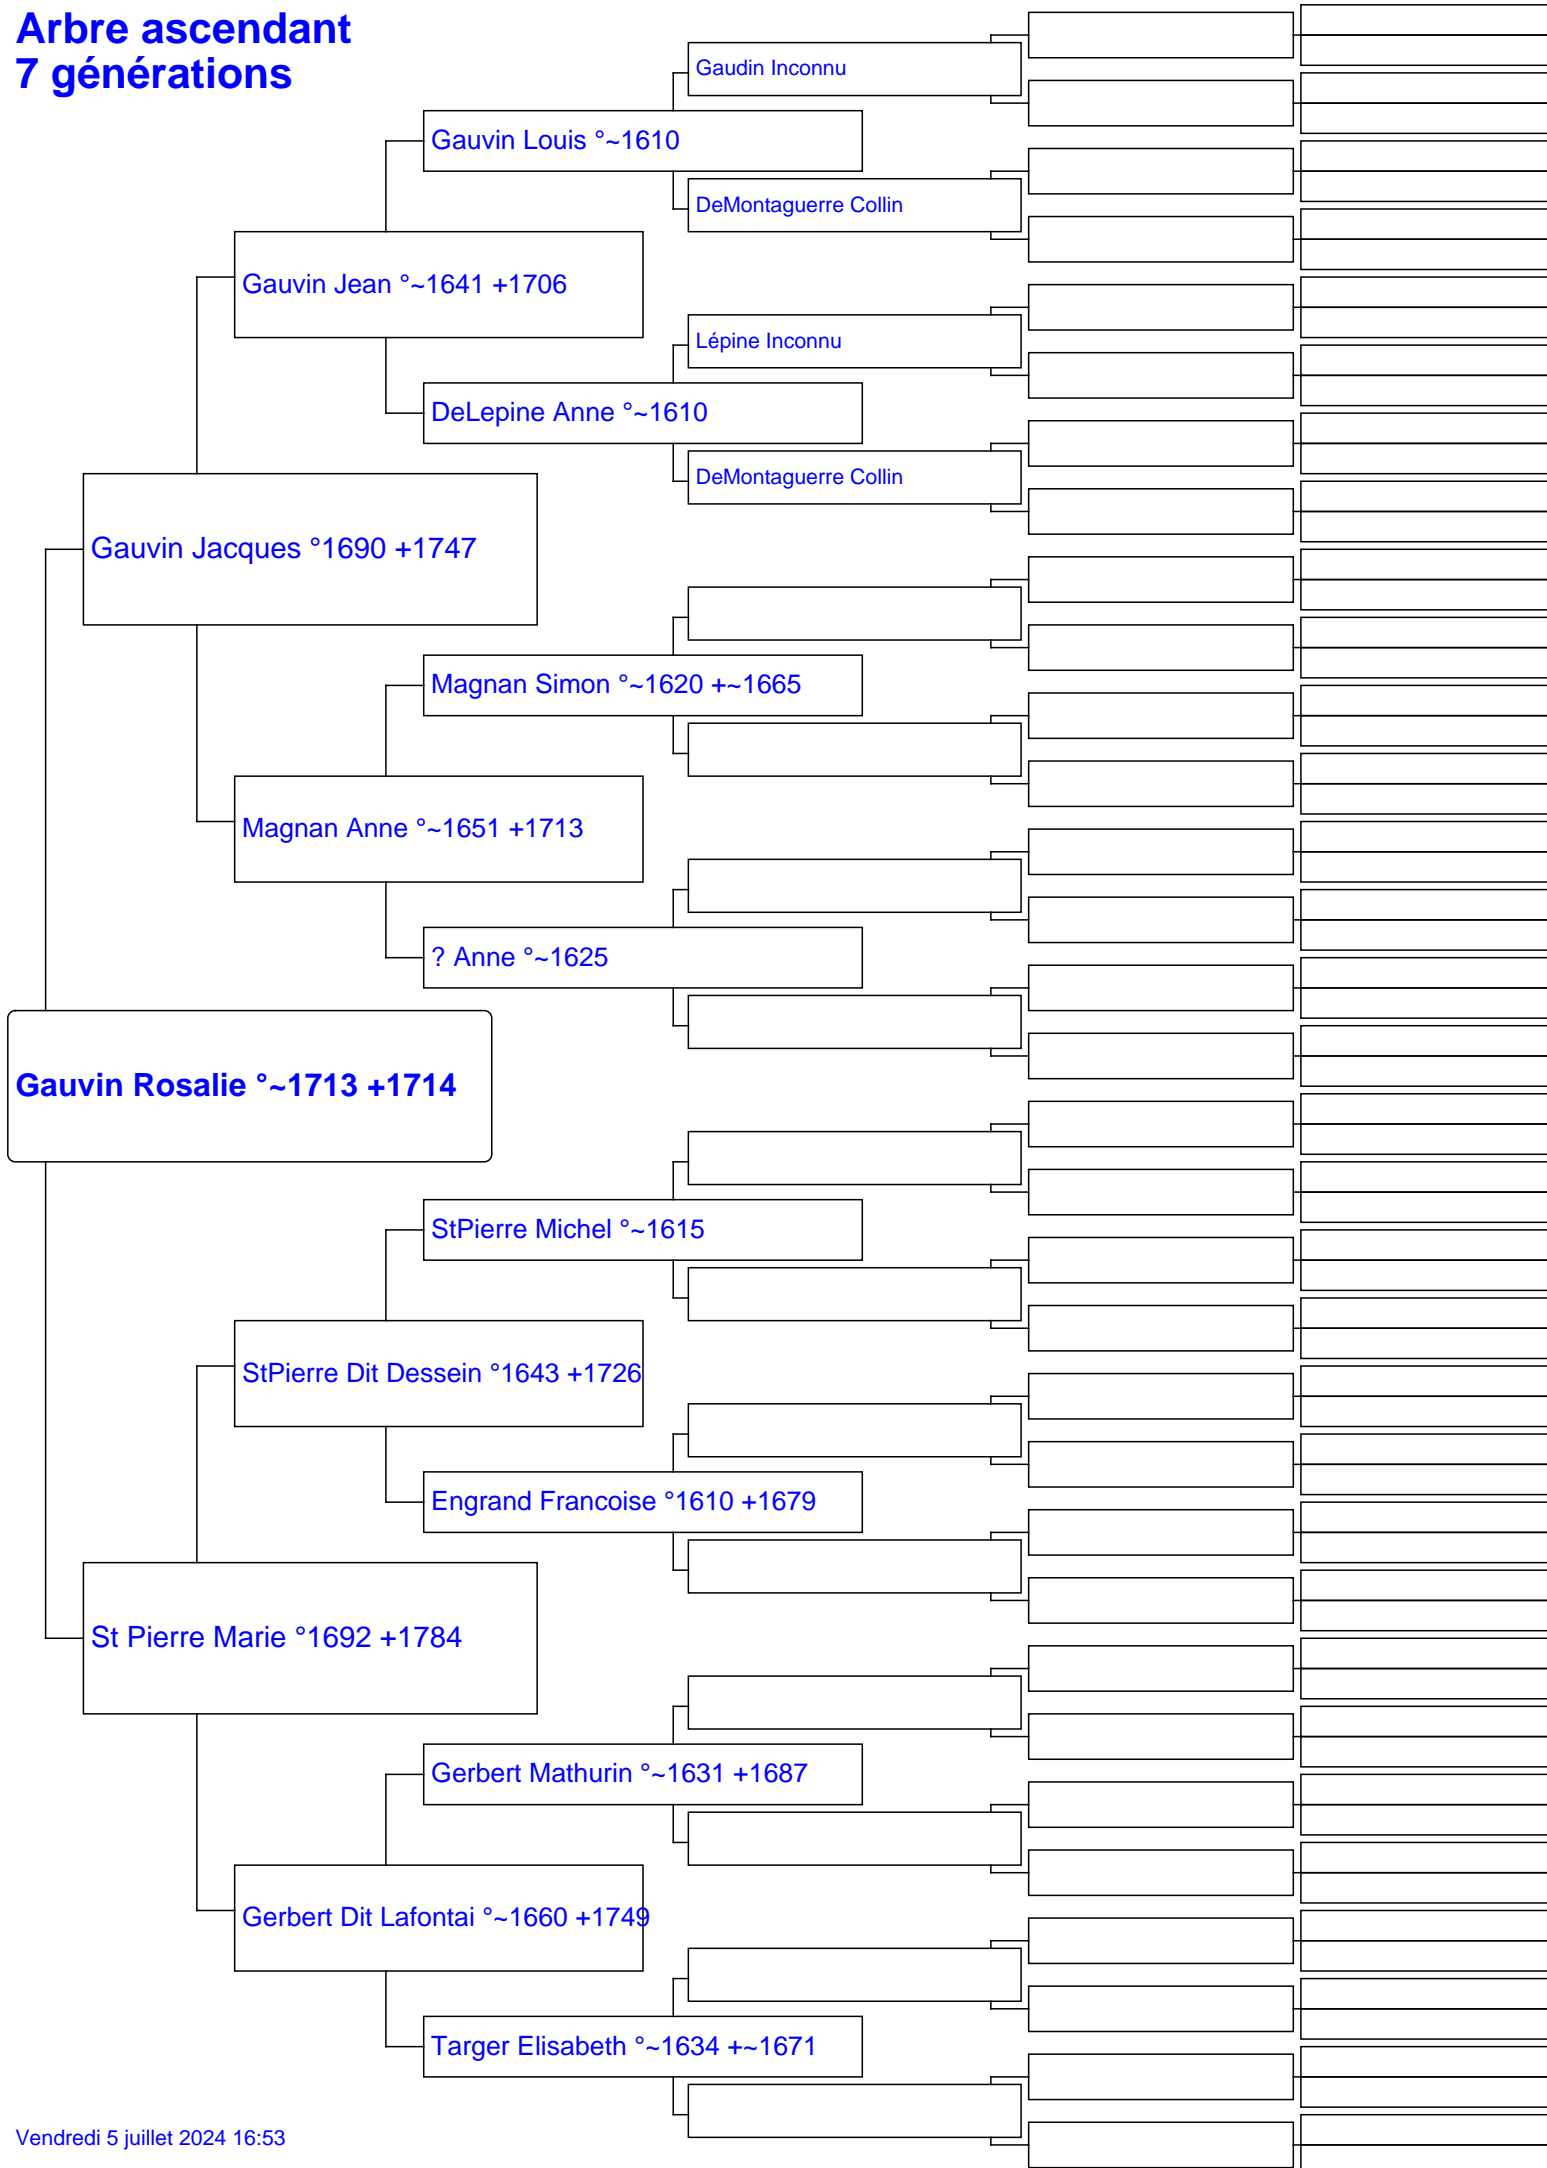 Arbre ascendant
7 générations
Gaudin Inconnu
Gauvin Louis °~1610
DeMontaguerre Collin
Gauvin Jean °~1641 +1706
Lépine Inconnu
DeLepine Anne °~1610
DeMontaguerre Collin
Gauvin Jacques °1690 +1747
Magnan Simon °~1620 +~1665
Magnan Anne °~1651 +1713
? Anne °~1625
Gauvin Rosalie °~1713 +1714
StPierre Michel °~1615
StPierre Dit Dessein °1643 +1726
Engrand Francoise °1610 +1679
St Pierre Marie °1692 +1784
Gerbert Mathurin °~1631 +1687
Gerbert Dit Lafontai °~1660 +1749
Targer Elisabeth °~1634 +~1671
Vendredi 5 juillet 2024 16:53